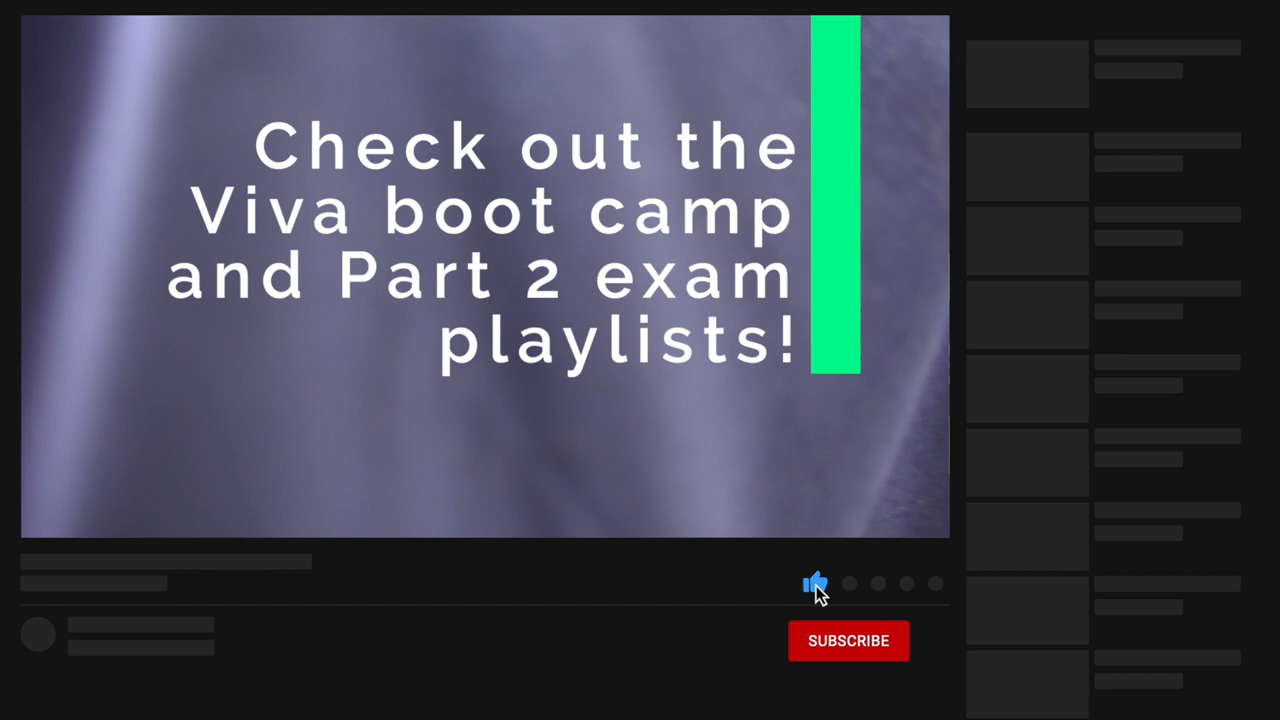 Check out the
Viva boot camp
and Part 2 exam
playlists!
SUBSCRIBE